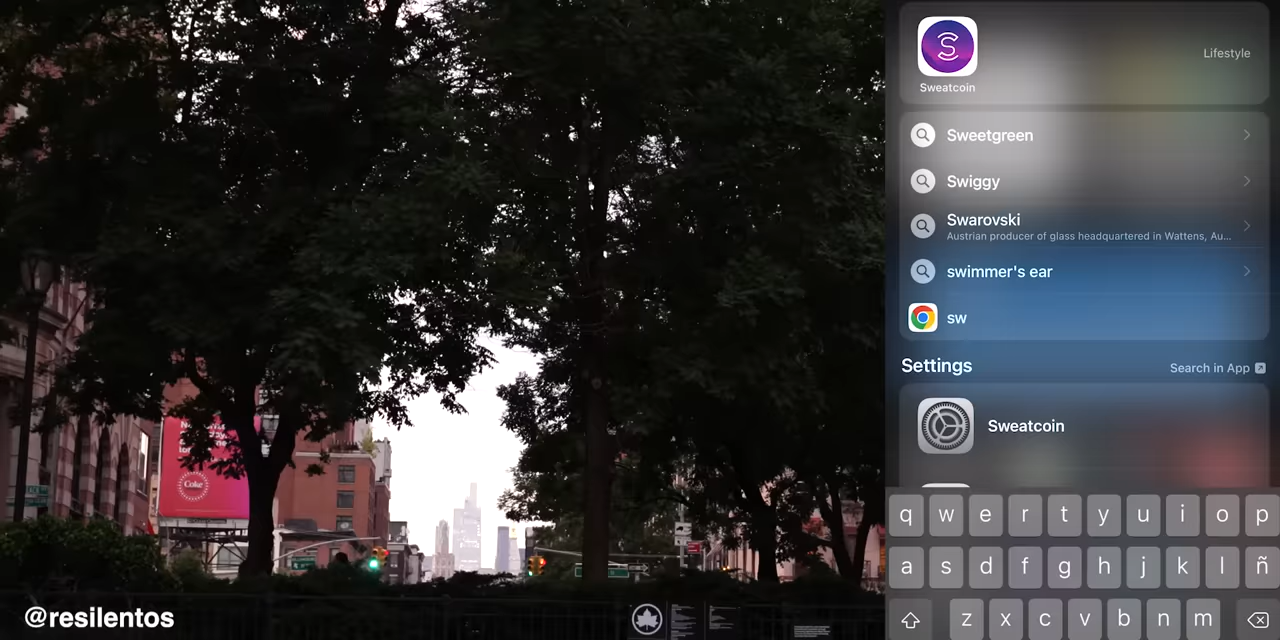 Coke
@resilentos
Sweatcoin
Lifestyle
Sweetgreen
Swiggy
Swarovski
Austrian producer of glass headquartered in Wattens, Au...
swimmer's ear
sw
Settings
Search in App
Sweatcoin
q w e r t y u i o p
a s d f g h j k l ñ
z x c v b n m